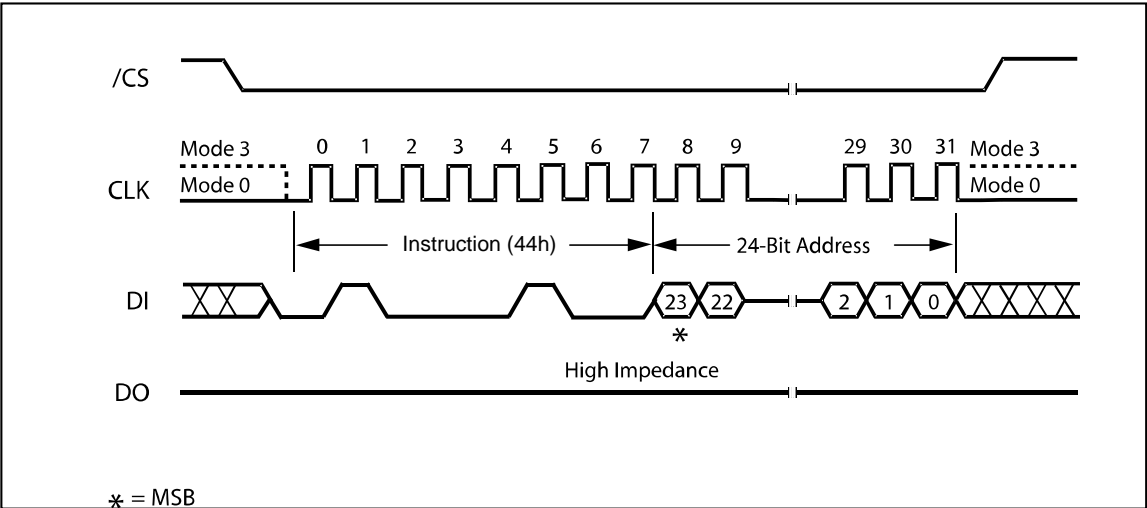 /CS
Mode 3 0 1 2 3 4 5 6 7 8 9 29 30 31 Mode 3
CLK Mode 0 Mode 0
Instruction (44h) 24-Bit Address
DI 23 22 2 1 0
*
High Impedance
DO
* = MSB